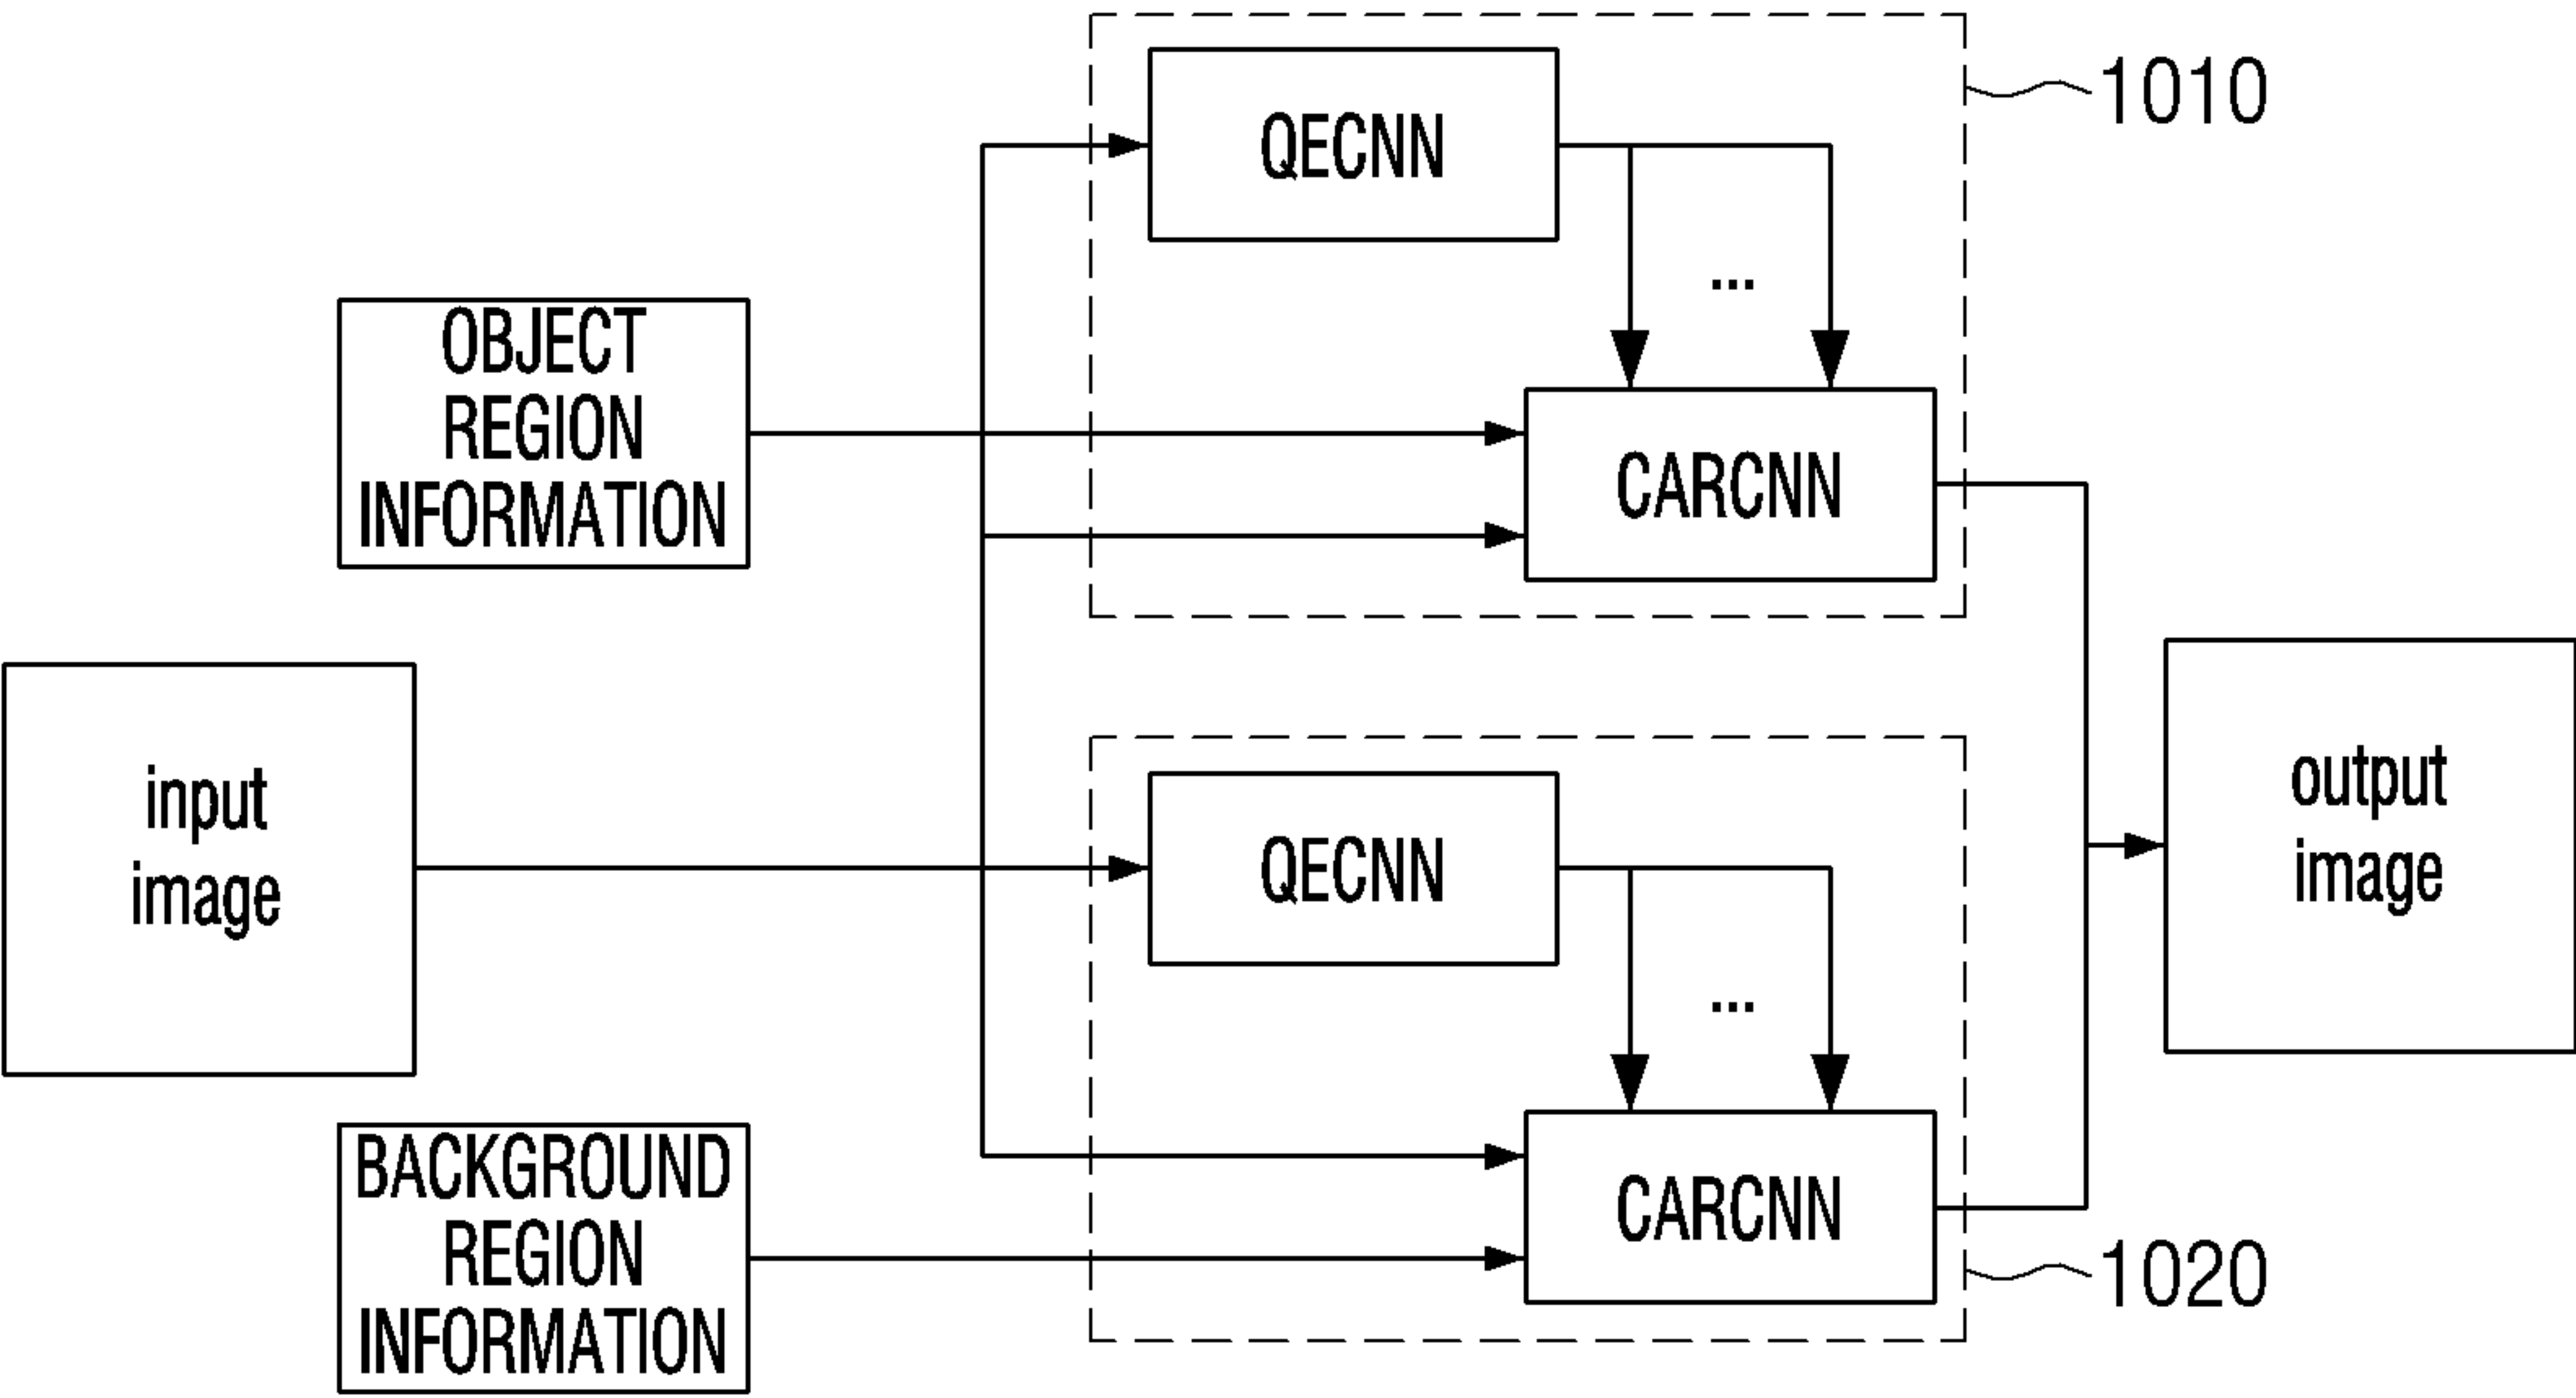 QECNN
1010
OBJECT
REGION
INFORMATION
...
CARCNN
input
image
QECNN
output
image
...
BACKGROUND
REGION
INFORMATION
CARCNN
1020